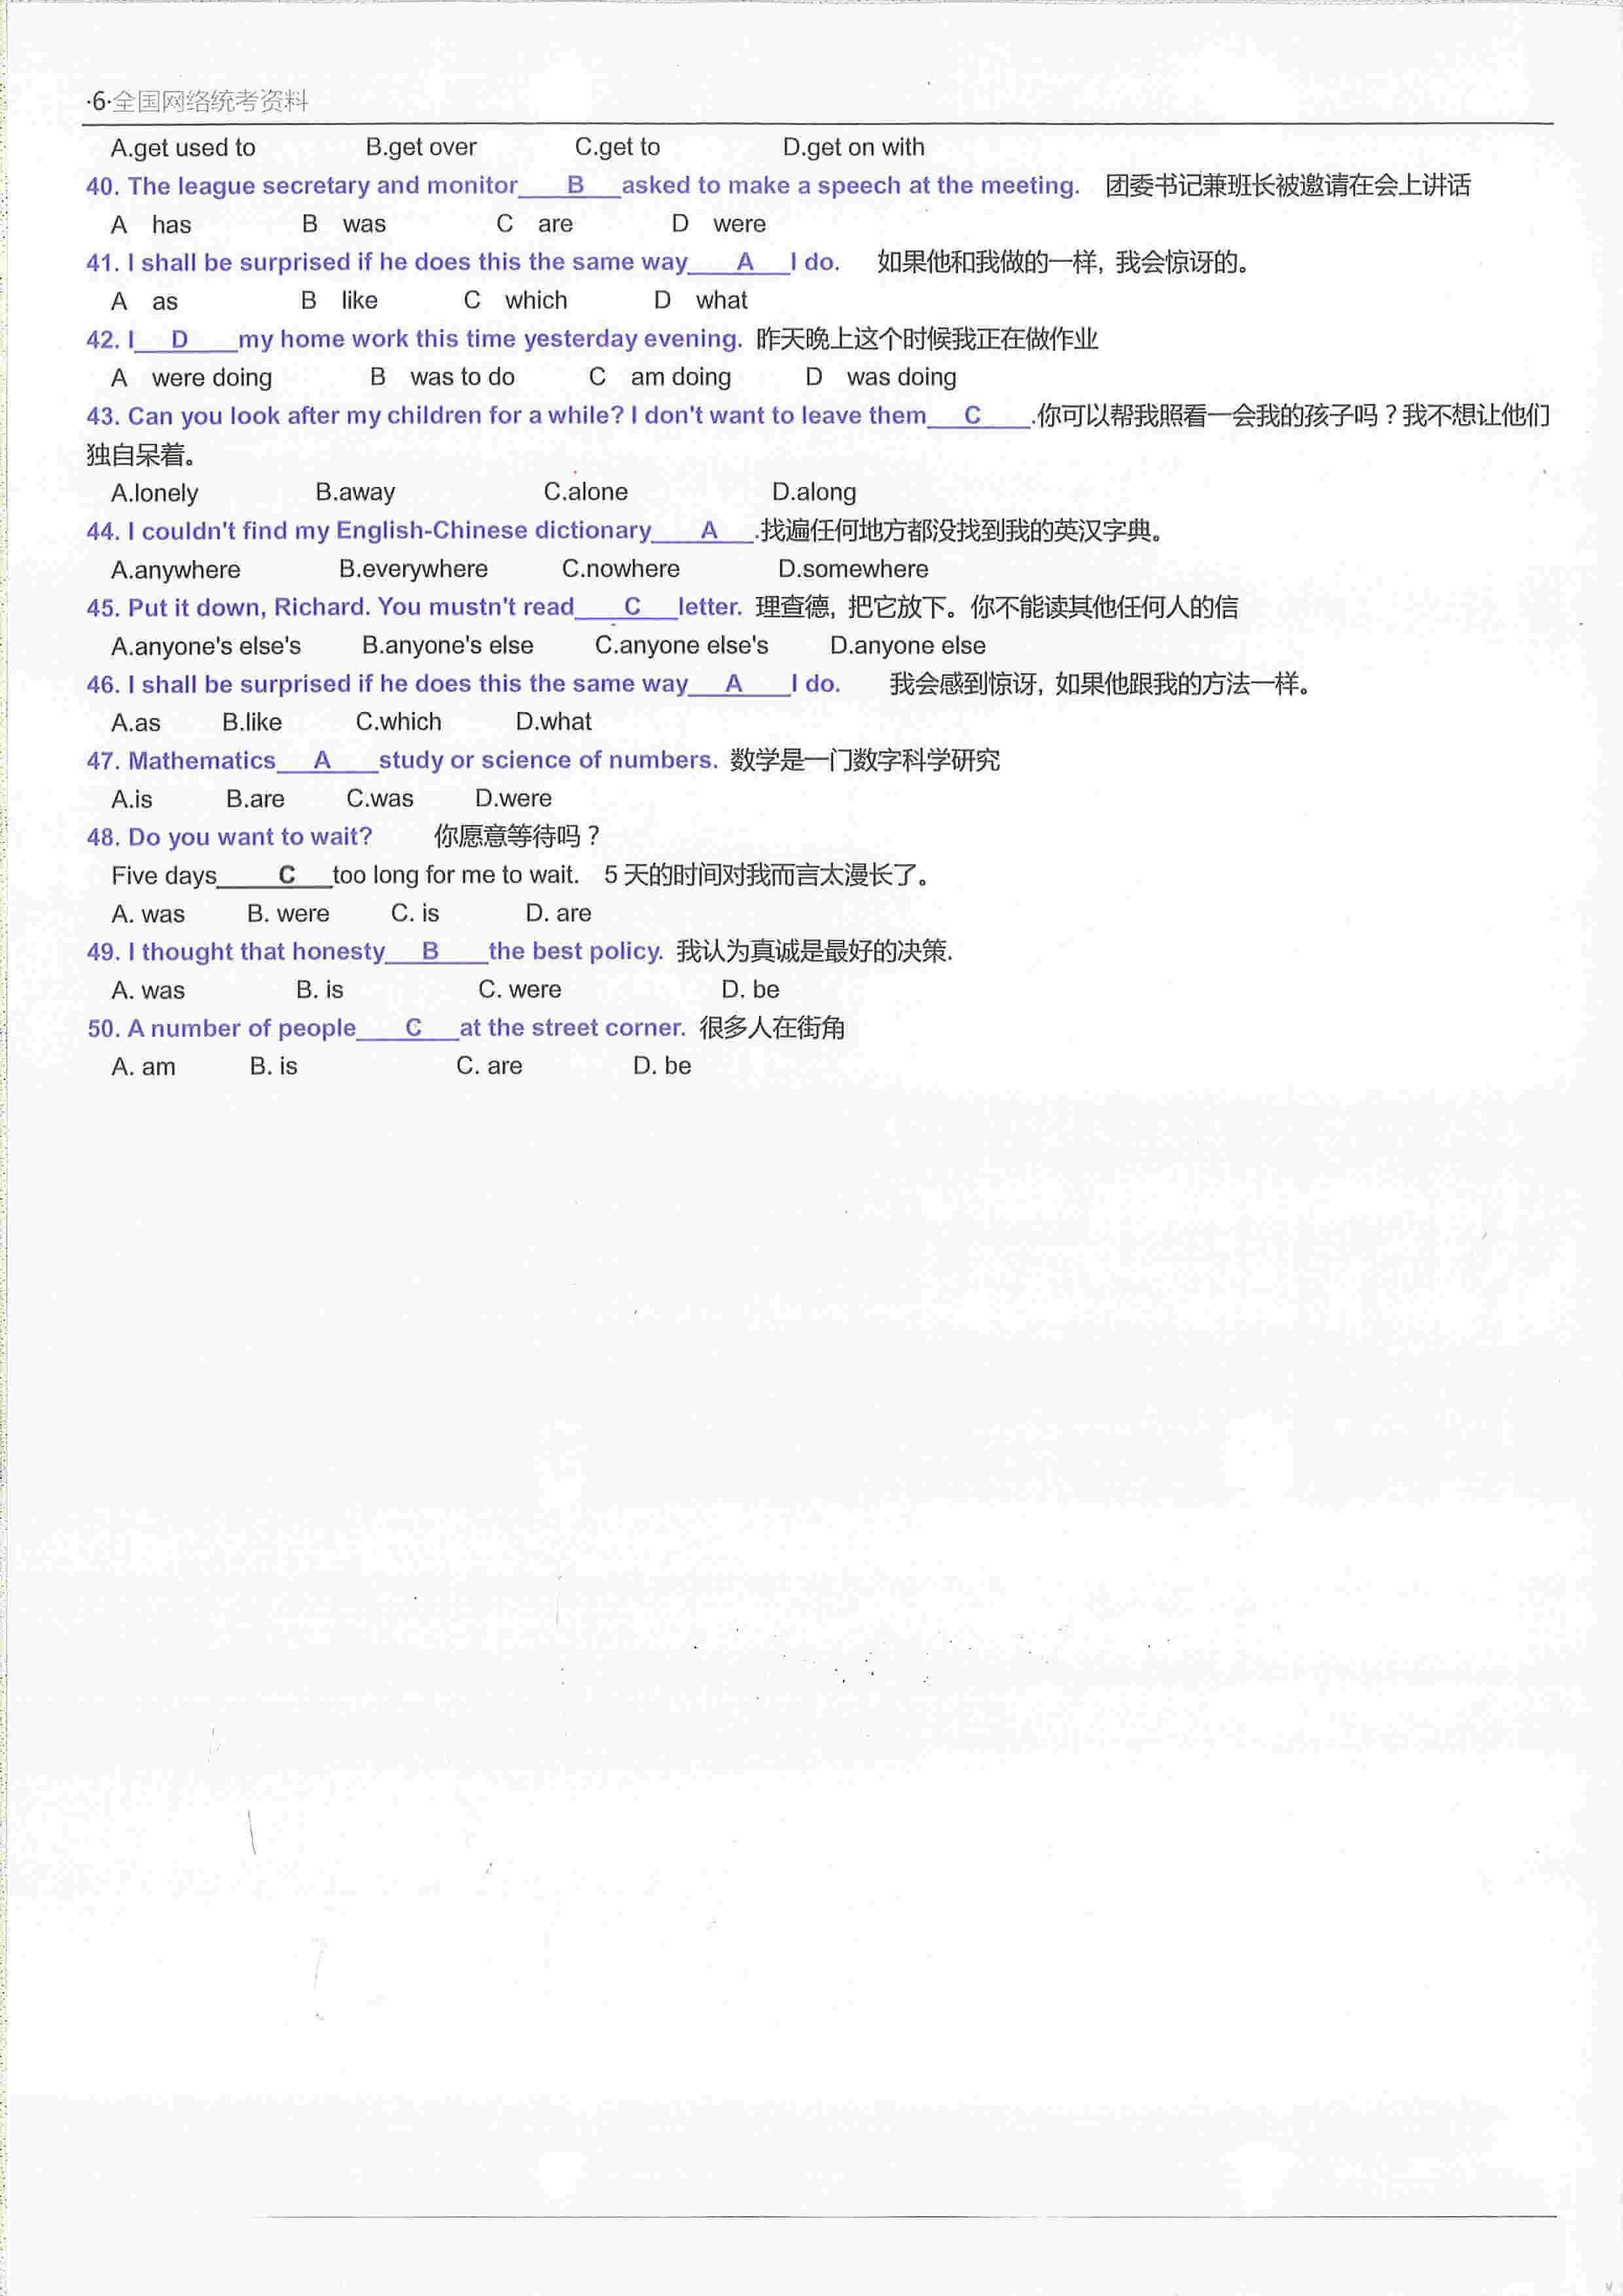 ·6·全国网络统考资料
A.get used to B.get over C.get to D.get on with
40. The league secretary and monitor___B___asked to make a speech at the meeting. 团委书记兼班长被邀请在会上讲话
A has B was C are D were
41. I shall be surprised if he does this the same way___A___I do. 如果他和我做的一样, 我会惊讶的。
A as B like C which D what
42. I___D___my home work this time yesterday evening. 昨天晚上这个时候我正在做作业
A were doing B was to do C am doing D was doing
43. Can you look after my children for a while? I don't want to leave them___C___.你可以帮我照看一会我的孩子吗？我不想让他们
独自呆着。
A.lonely B.away C.alone D.along
44. I couldn't find my English-Chinese dictionary___A___.找遍任何地方都没找到我的英汉字典。
A.anywhere B.everywhere C.nowhere D.somewhere
45. Put it down, Richard. You mustn't read___C___letter. 理查德, 把它放下。你不能读其他任何人的信
A.anyone's else's B.anyone's else C.anyone else's D.anyone else
46. I shall be surprised if he does this the same way___A___I do. 我会感到惊讶, 如果他跟我的方法一样。
A.as B.like C.which D.what
47. Mathematics___A___study or science of numbers. 数学是一门数字科学研究
A.is B.are C.was D.were
48. Do you want to wait? 你愿意等待吗？
Five days___C___too long for me to wait. 5 天的时间对我而言太漫长了。
A. was B. were C. is D. are
49. I thought that honesty___B___the best policy. 我认为真诚是最好的决策.
A. was B. is C. were D. be
50. A number of people___C___at the street corner. 很多人在街角
A. am B. is C. are D. be